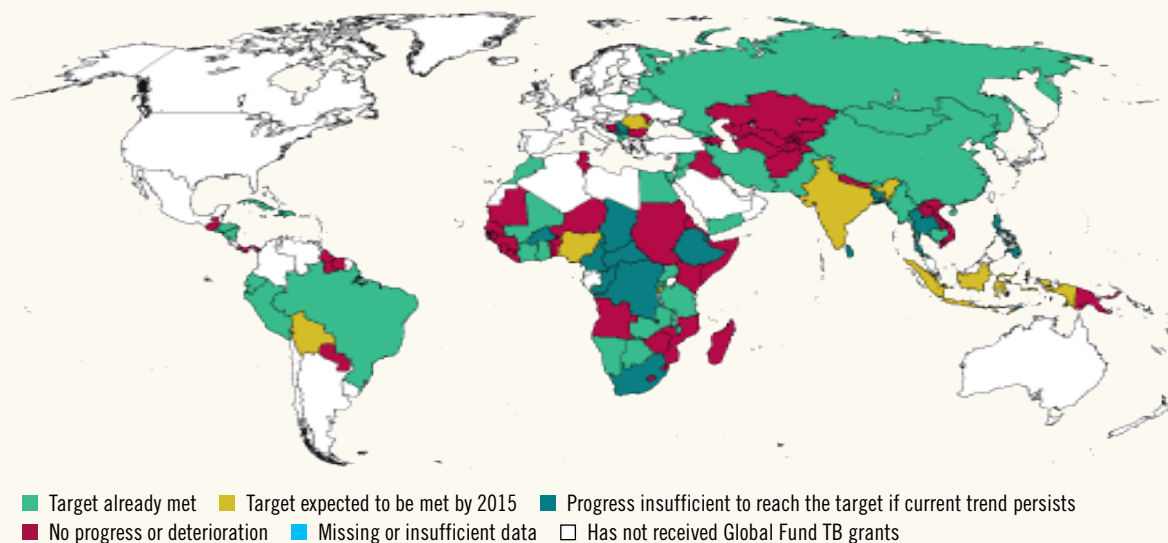 Target already met Target expected to be met by 2015 Progress insufficient to reach the target if current trend persists
No progress or deterioration Missing or insufficient data Has not received Global Fund TB grants